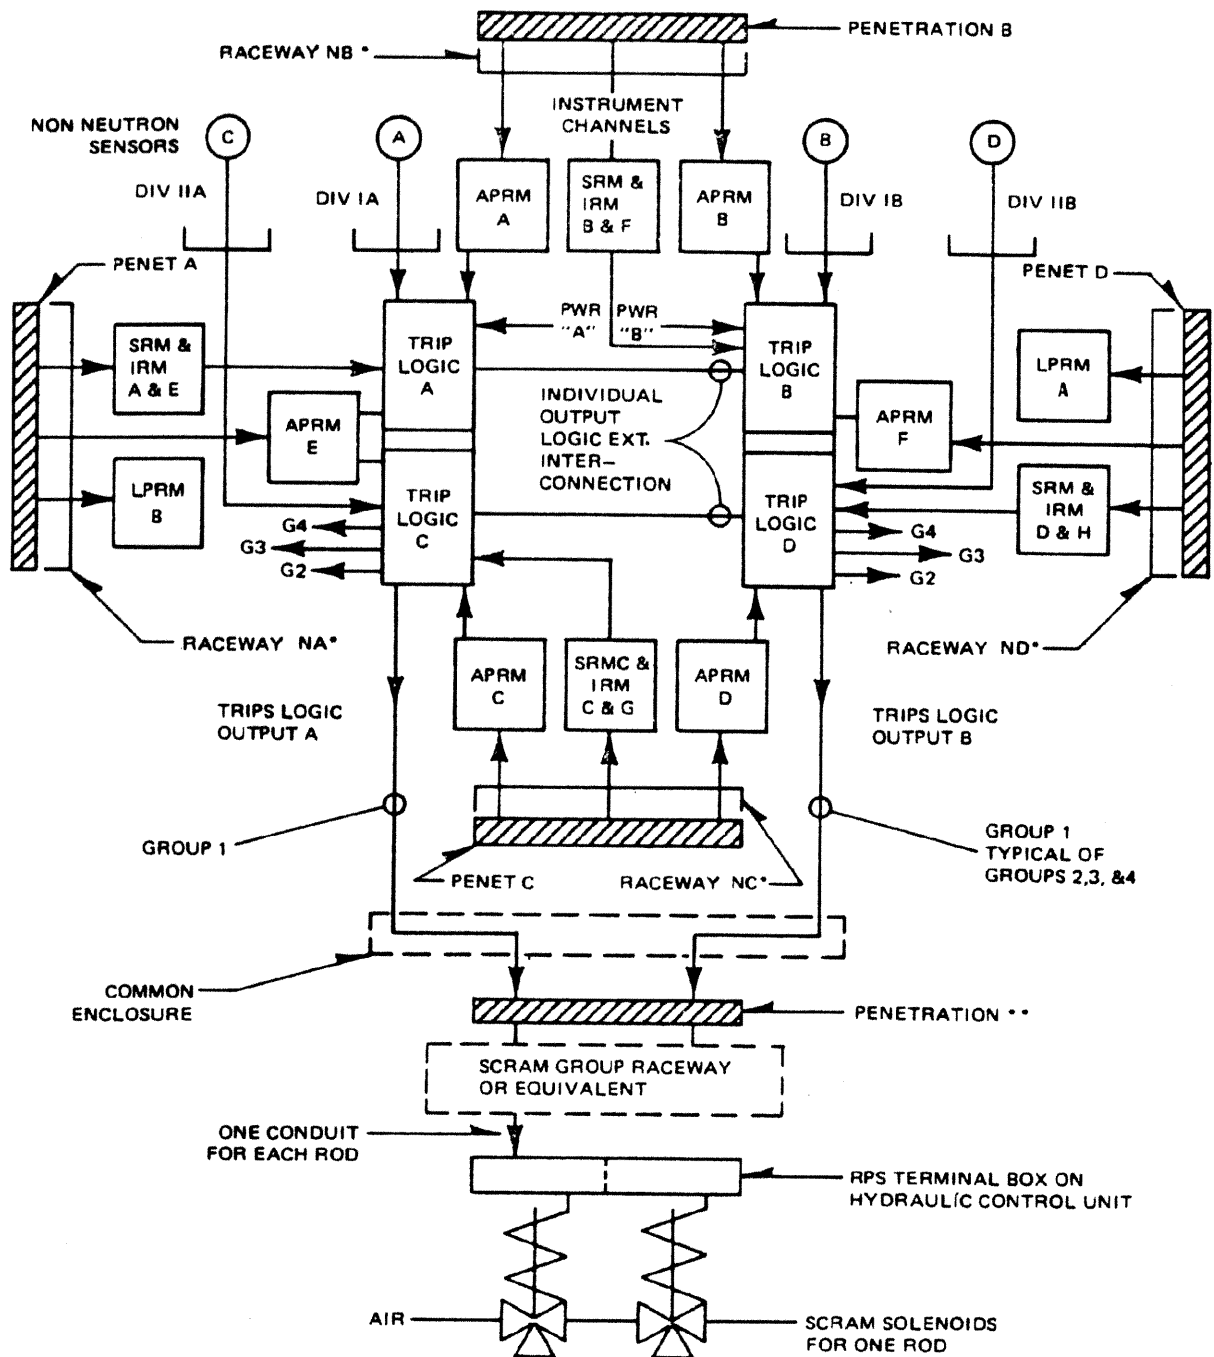 PENETRATION B
RACEWAY NB *
INSTRUMENT
CHANNELS
NON NEUTRON
SENSORS
C
A
B
D
DIV IIA
DIV IA
APRM
A
SRM &
IRM
B & F
APRM
B
DIV IB
DIV IIB
PENET A
PENET D
PWR
"A"
PWR
"B"
SRM &
IRM
A & E
TRIP
LOGIC
A
TRIP
LOGIC
B
LPRM
A
INDIVIDUAL
OUTPUT
LOGIC EXT.
INTER–
CONNECTION
APRM
E
APRM
F
LPRM
B
TRIP
LOGIC
C
TRIP
LOGIC
D
SRM &
IRM
D & H
G4
G3
G2
G4
G3
G2
RACEWAY NA*
RACEWAY ND*
APRM
C
SRMC &
IRM
C & G
APRM
D
TRIPS LOGIC
OUTPUT A
TRIPS LOGIC
OUTPUT B
GROUP 1
GROUP 1
TYPICAL OF
GROUPS 2,3, &4
PENET C
RACEWAY NC*
COMMON
ENCLOSURE
PENETRATION **
SCRAM GROUP RACEWAY
OR EQUIVALENT
ONE CONDUIT
FOR EACH ROD
RPS TERMINAL BOX ON
HYDRAULIC CONTROL UNIT
AIR
SCRAM SOLENOIDS
FOR ONE ROD